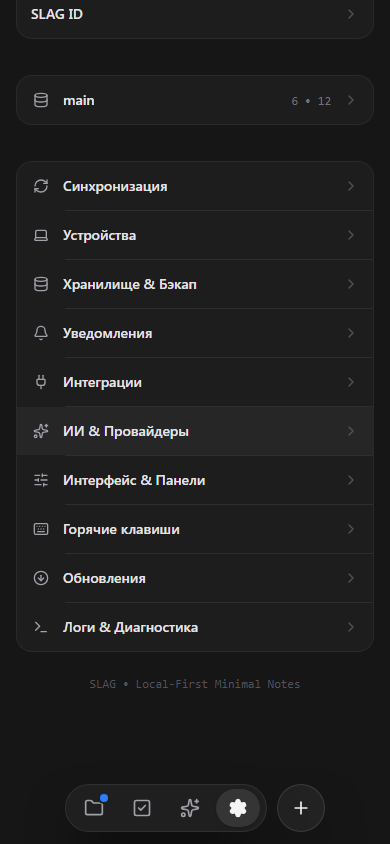 SLAG ID
main
6 • 12
Синхронизация
Устройства
Хранилище & Бэкап
Уведомления
Интеграции
ИИ & Провайдеры
Интерфейс & Панели
Горячие клавиши
Обновления
Логи & Диагностика
SLAG • Local-First Minimal Notes